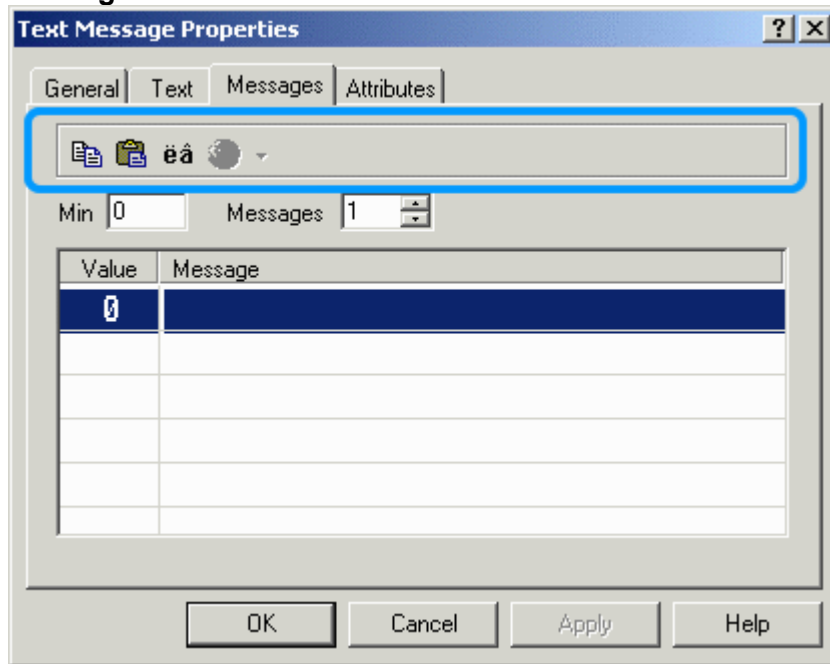 Text Message Properties
General Text Messages Attributes
ëâ
Min 0 Messages 1
Value Message
0
OK Cancel Apply Help